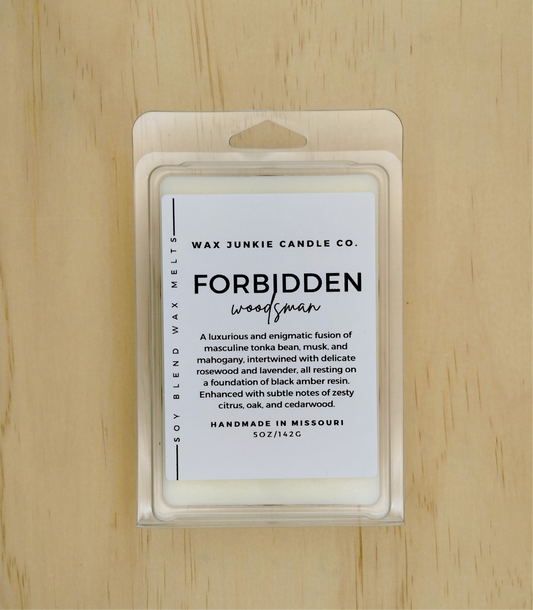 WAX JUNKIE CANDLE CO.
FORBIDDEN
woodsman
A luxurious and enigmatic fusion of
masculine tonka bean, musk, and
mahogany, intertwined with delicate
rosewood and lavender, all resting on
a foundation of black amber resin.
Enhanced with subtle notes of zesty
citrus, oak, and cedarwood.
HANDMADE IN MISSOURI
5OZ/142G
SOY BLEND WAX MELTS